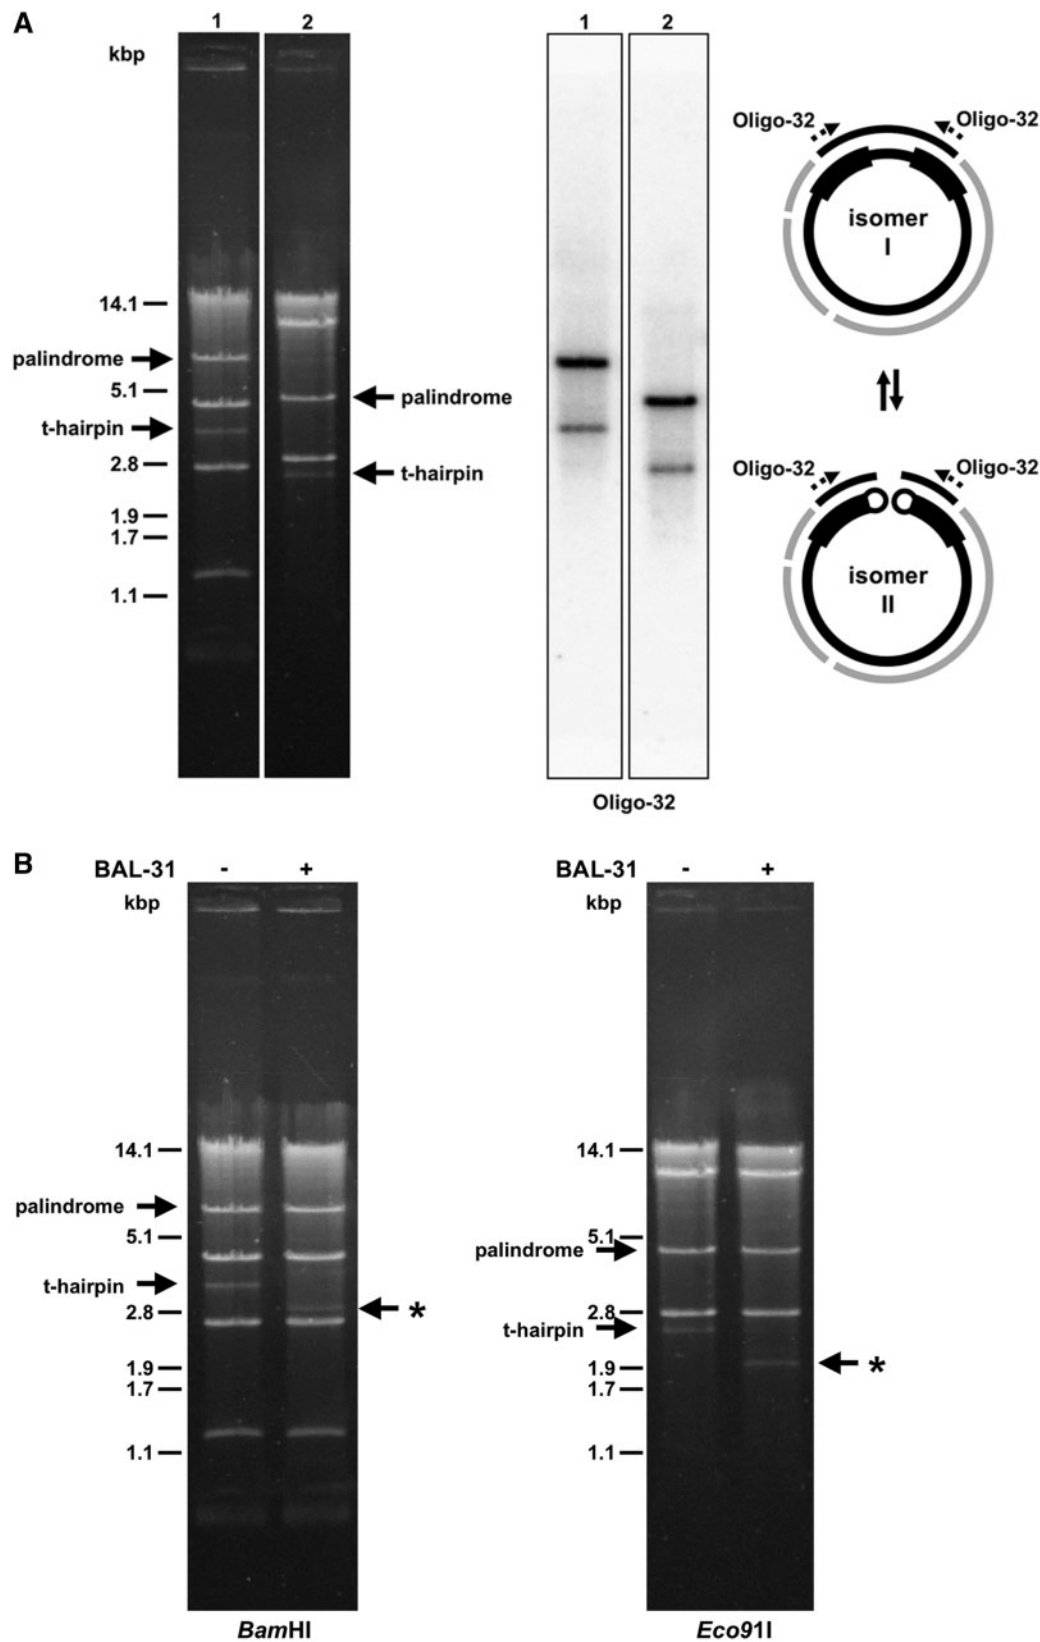 A
1 2
kbp
14.1
palindrome
5.1
t-hairpin
2.8
1.9
1.7
1.1
palindrome
t-hairpin
1 2
Oligo-32
Oligo-32 Oligo-32
isomer
I
Oligo-32 Oligo-32
isomer
II
B
BAL-31 - +
kbp
14.1
palindrome
5.1
t-hairpin
2.8
*
1.9
1.7
1.1
BamHI
BAL-31 - +
kbp
14.1
5.1
palindrome
2.8
t-hairpin
1.9
*
1.7
1.1
Eco91I